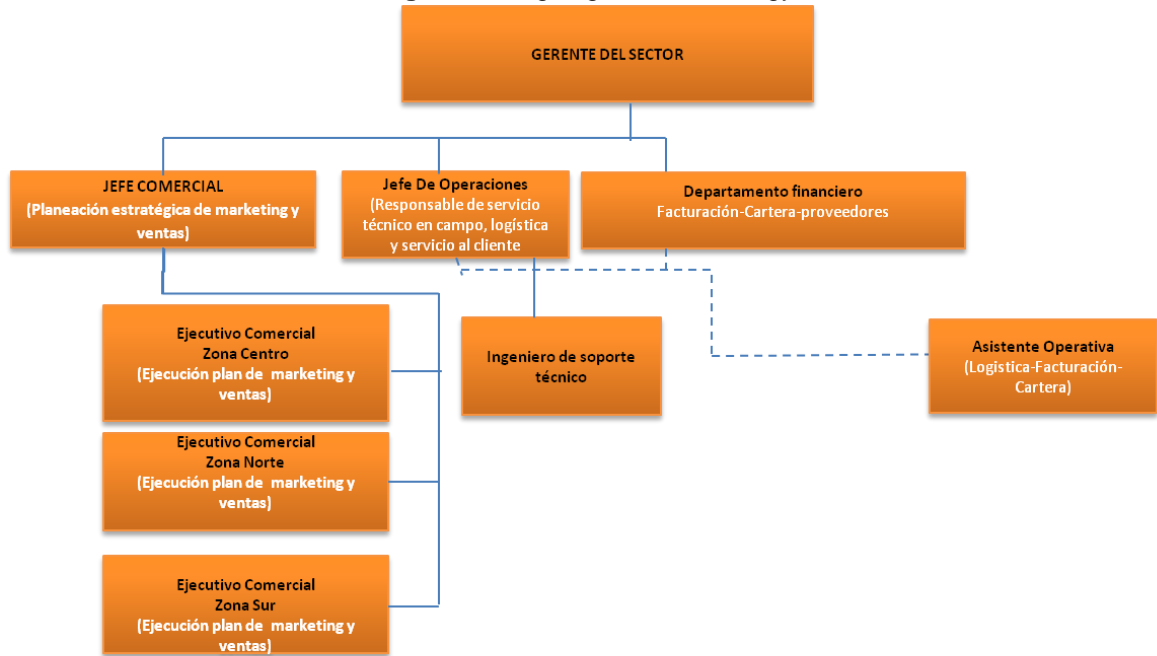 GERENTE DEL SECTOR
JEFE COMERCIAL
(Planeación estratégica de marketing y
ventas)
Jefe De Operaciones
(Responsable de servicio
técnico en campo, logística
y servicio al cliente
Departamento financiero
Facturación-Cartera-proveedores
Ejecutivo Comercial
Zona Centro
(Ejecución plan de marketing y
ventas)
Ingeniero de soporte
técnico
Asistente Operativa
(Logistica-Facturación-
Cartera)
Ejecutivo Comercial
Zona Norte
(Ejecución plan de marketing y
ventas)
Ejecutivo Comercial
Zona Sur
(Ejecución plan de marketing y
ventas)